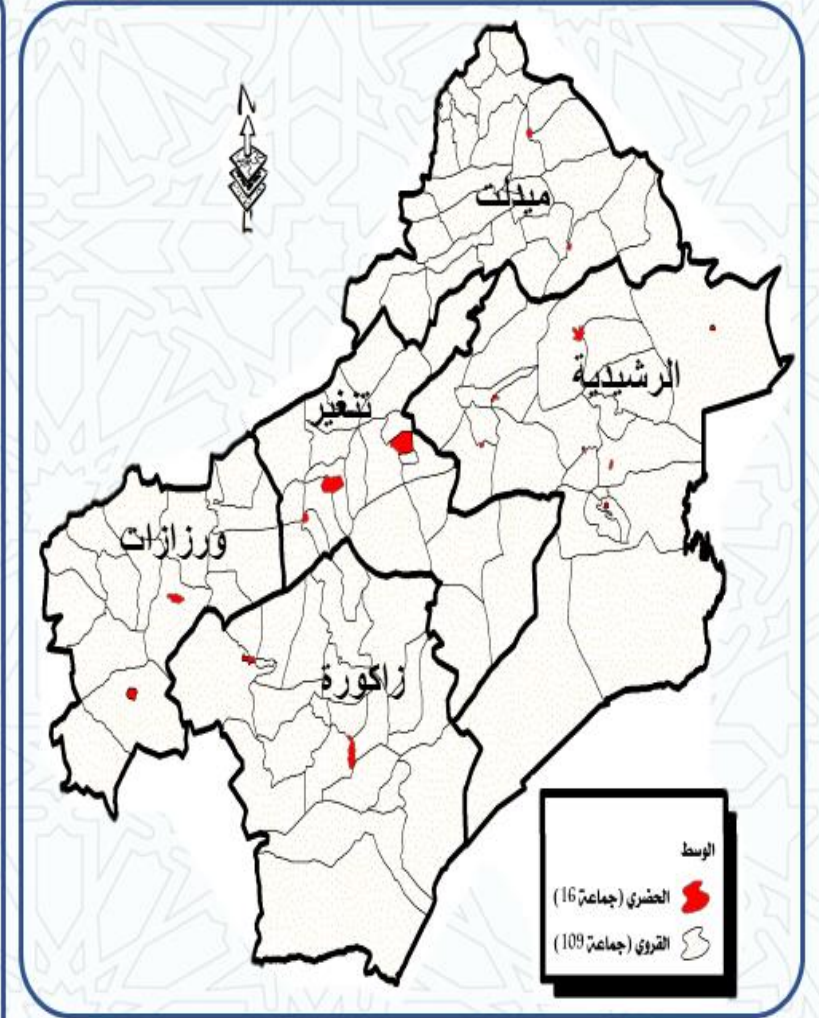 N
ميدلت
الرشيدية
تنغير
ورزازات
زاكورة
الوسط
الحضري (جماعة 16)
القروي (جماعة 109)